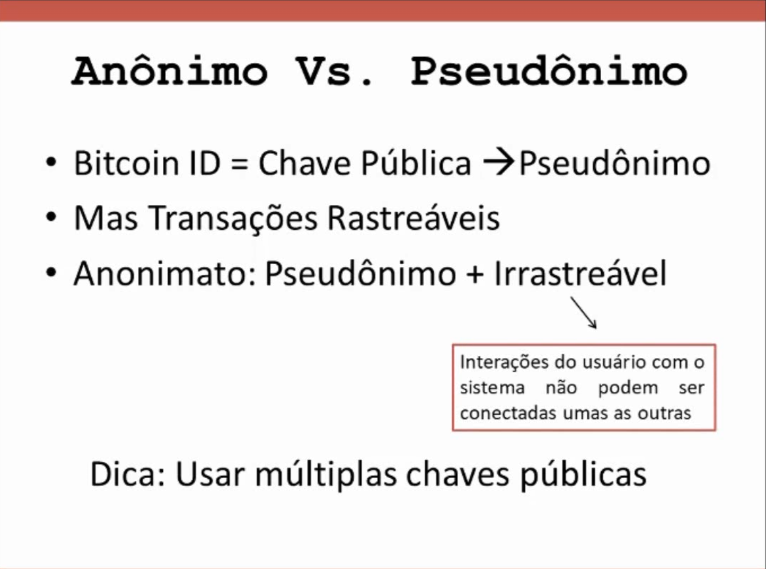 Anônimo Vs. Pseudônimo
• Bitcoin ID = Chave Pública →Pseudônimo
• Mas Transações Rastreáveis
• Anonimato: Pseudônimo + Irrastreável
Interações do usuário com o
sistema não podem ser
conectadas umas as outras
Dica: Usar múltiplas chaves públicas